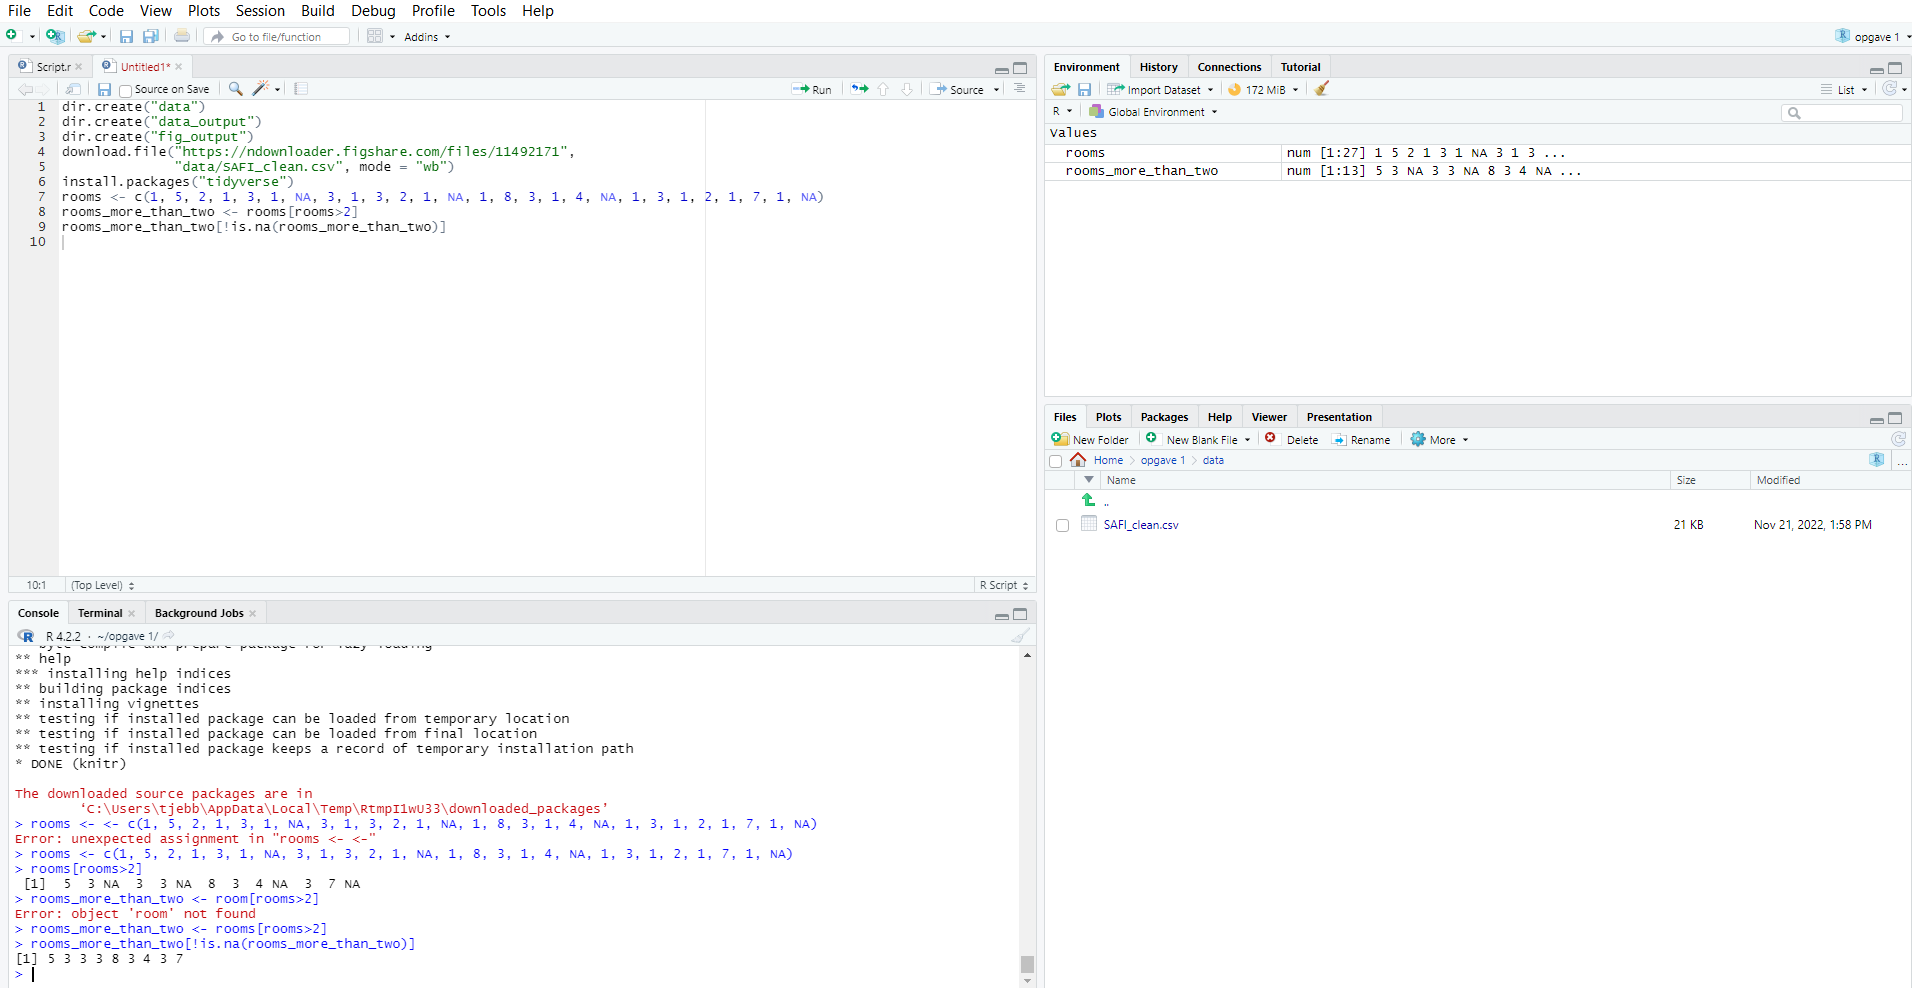 File Edit Code View Plots Session Build Debug Profile Tools Help
Go to file/function Addins opgave 1
Script.r Untitled1*
Source on Save Run Source
1 dir.create("data")
2 dir.create("data_output")
3 dir.create("fig_output")
4 download.file("https://ndownloader.figshare.com/files/11492171",
5 "data/SAFI_clean.csv", mode = "wb")
6 install.packages("tidyverse")
7 rooms <- c(1, 5, 2, 1, 3, 1, NA, 3, 1, 3, 2, 1, NA, 1, 8, 3, 1, 4, NA, 1, 3, 1, 2, 1, 7, 1, NA)
8 rooms_more_than_two <- rooms[rooms>2]
9 rooms_more_than_two[!is.na(rooms_more_than_two)]
10
10:1 (Top Level) R Script
Console Terminal Background Jobs
R 4.2.2 · ~/opgave 1/
** byte-compile and prepare package for lazy loading
** help
*** installing help indices
** building package indices
** installing vignettes
** testing if installed package can be loaded from temporary location
** testing if installed package can be loaded from final location
** testing if installed package keeps a record of temporary installation path
* DONE (knitr)
The downloaded source packages are in
‘C:\Users\tjebb\AppData\Local\Temp\RtmpI1wU33\downloaded_packages’
> rooms <- <- c(1, 5, 2, 1, 3, 1, NA, 3, 1, 3, 2, 1, NA, 1, 8, 3, 1, 4, NA, 1, 3, 1, 2, 1, 7, 1, NA)
Error: unexpected assignment in "rooms <- <-"
> rooms <- c(1, 5, 2, 1, 3, 1, NA, 3, 1, 3, 2, 1, NA, 1, 8, 3, 1, 4, NA, 1, 3, 1, 2, 1, 7, 1, NA)
> rooms[rooms>2]
[1] 5 3 NA 3 3 NA 8 3 4 NA 3 7 NA
> rooms_more_than_two <- room[rooms>2]
Error: object 'room' not found
> rooms_more_than_two <- rooms[rooms>2]
> rooms_more_than_two[!is.na(rooms_more_than_two)]
[1] 5 3 3 3 8 3 4 3 7
>
Environment History Connections Tutorial
Import Dataset 172 MiB List
R Global Environment
Values
rooms num [1:27] 1 5 2 1 3 1 NA 3 1 3 ...
rooms_more_than_two num [1:13] 5 3 NA 3 3 NA 8 3 4 NA ...
Files Plots Packages Help Viewer Presentation
New Folder New Blank File Delete Rename More
Home opgave 1 data ...
Name Size Modified
..
SAFI_clean.csv 21 KB Nov 21, 2022, 1:58 PM